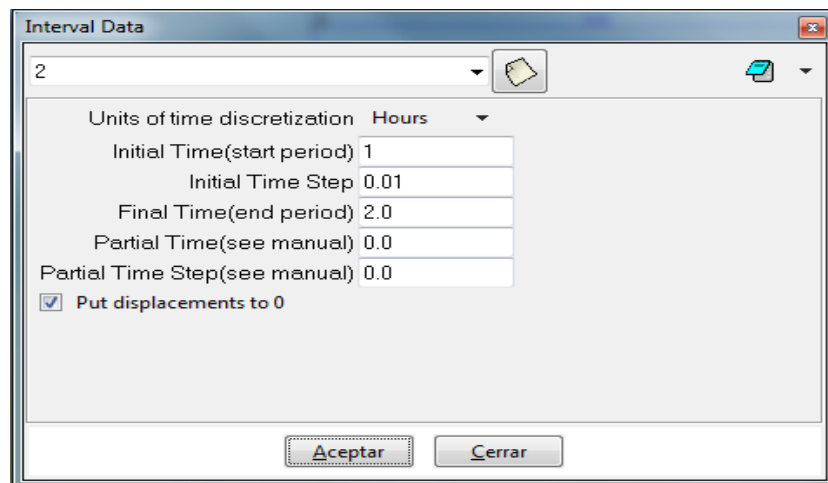 Interval Data
2
Units of time discretization Hours
Initial Time(start period) 1
Initial Time Step 0.01
Final Time(end period) 2.0
Partial Time(see manual) 0.0
Partial Time Step(see manual) 0.0
Put displacements to 0
Aceptar Cerrar